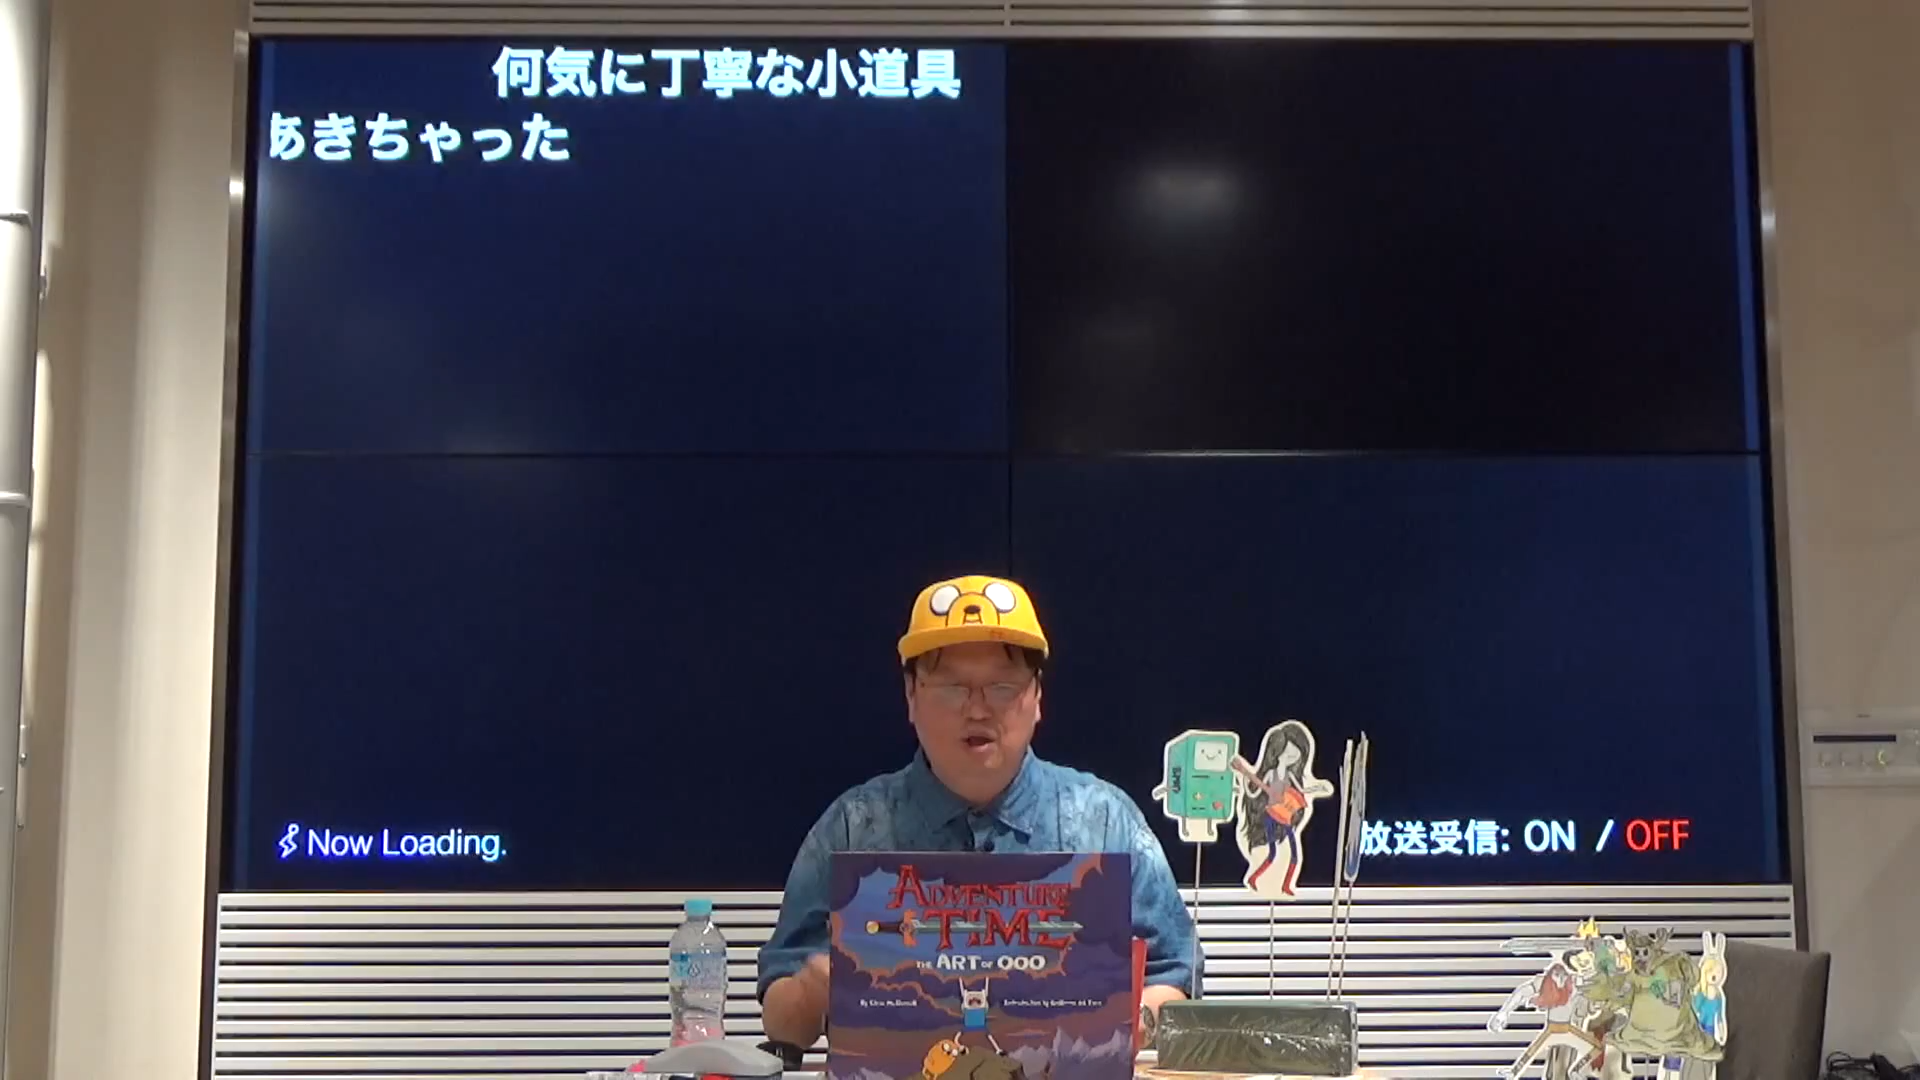 何気に丁寧な小道具
あきちゃった
Now Loading.
放送受信: ON / OFF
ADVENTURE
TIME
THE ART OF OOO